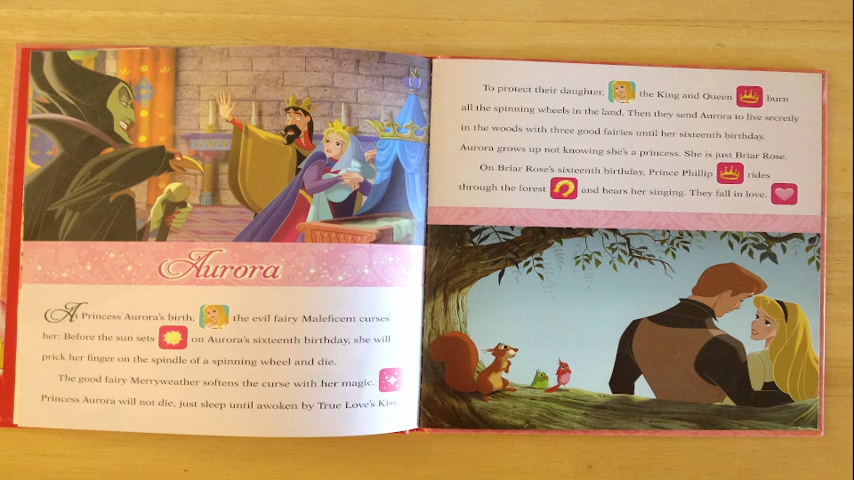 Aurora
At Princess Aurora's birth, the evil fairy Maleficent curses
her: Before the sun sets on Aurora's sixteenth birthday, she will
prick her finger on the spindle of a spinning wheel and die.
The good fairy Merryweather softens the curse with her magic.
Princess Aurora will not die, just sleep until awoken by True Love's Kiss
To protect their daughter, the King and Queen burn
all the spinning wheels in the land. Then they send Aurora to live secretly
in the woods with three good fairies until her sixteenth birthday.
Aurora grows up not knowing she's a princess. She is just Briar Rose.
On Briar Rose's sixteenth birthday, Prince Phillip rides
through the forest and hears her singing. They fall in love.